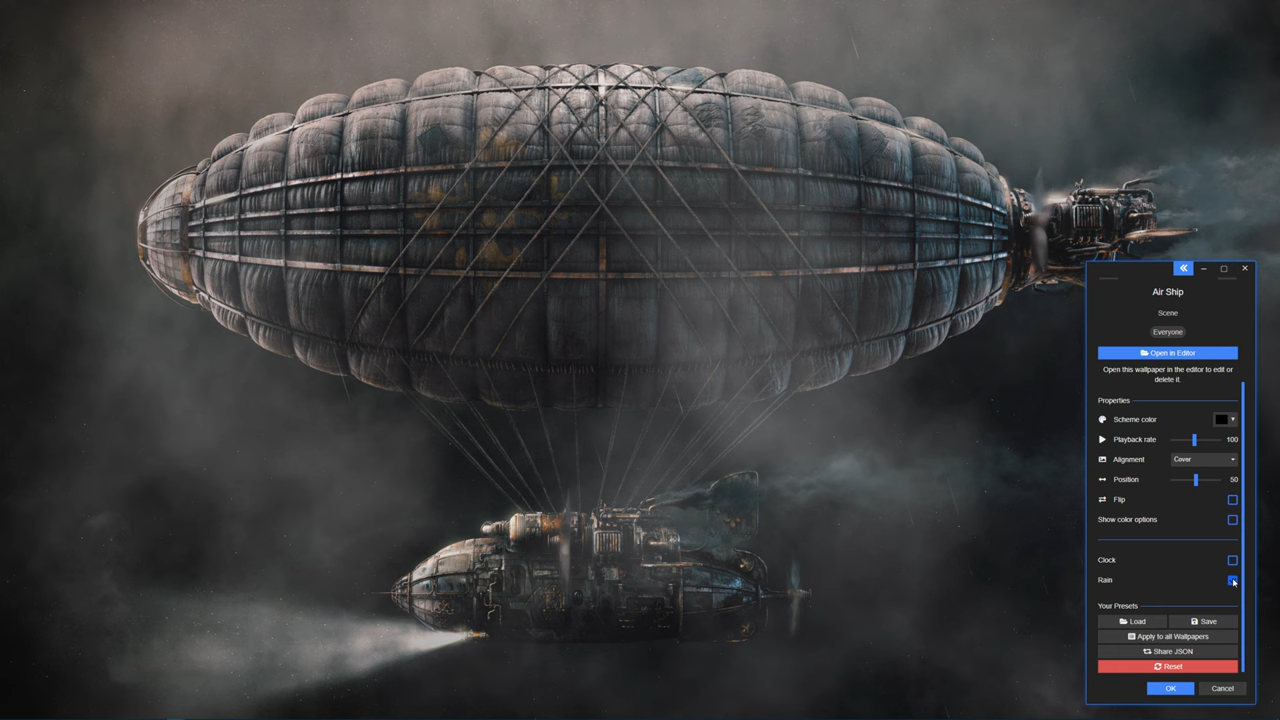 Air Ship
Scene
Everyone
Open in Editor
Open this wallpaper in the editor to edit or
delete it.
Properties
Scheme color
Playback rate 100
Alignment Cover
Position 50
Flip
Show color options
Clock
Rain
Your Presets
Load Save
Apply to all Wallpapers
Share JSON
Reset
OK Cancel